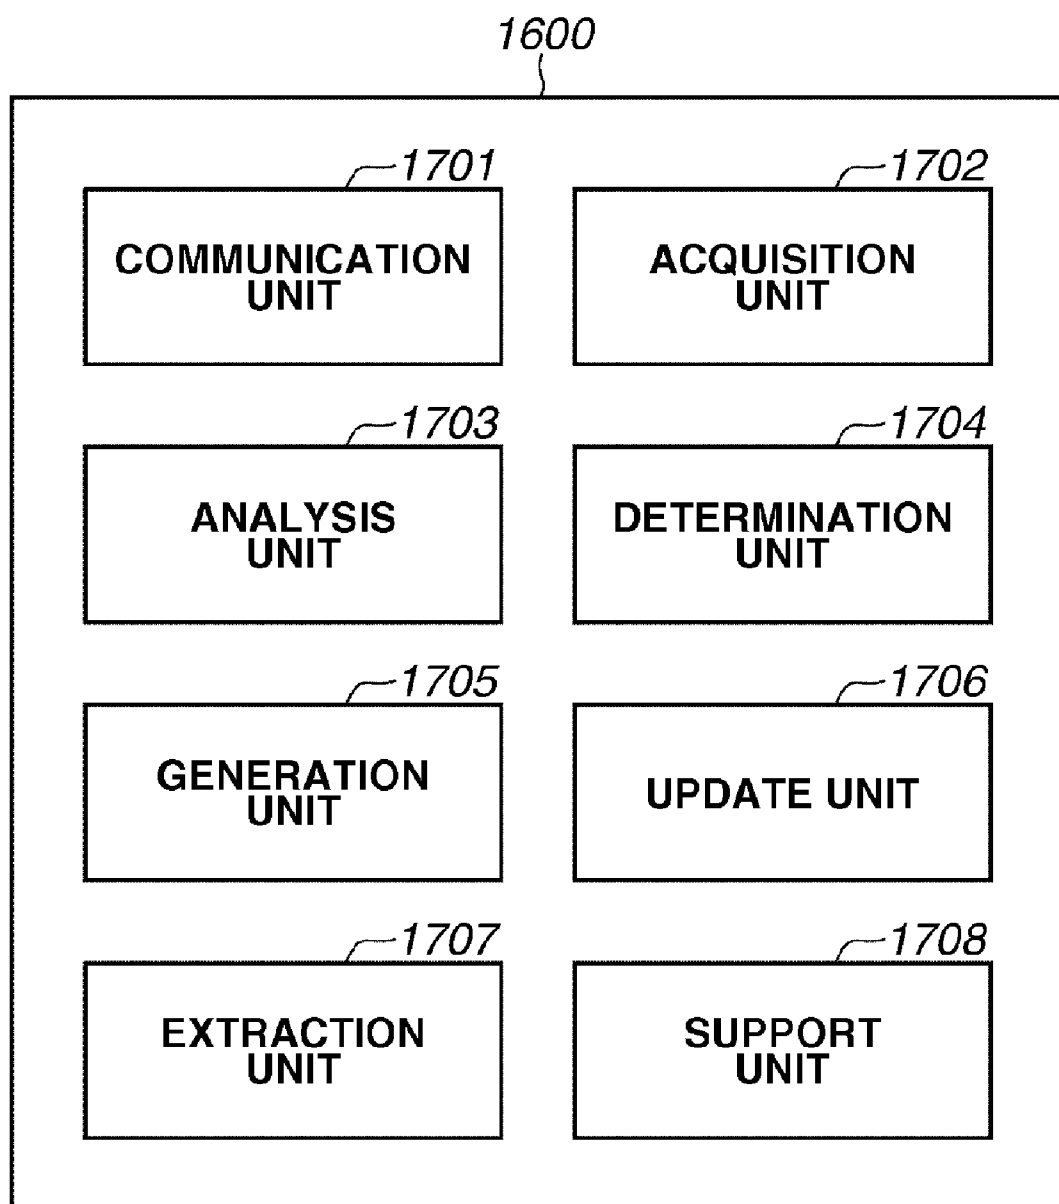 1600
1701
1702
COMMUNICATION
UNIT
ACQUISITION
UNIT
1703
1704
ANALYSIS
UNIT
DETERMINATION
UNIT
1705
1706
GENERATION
UNIT
UPDATE UNIT
1707
1708
EXTRACTION
UNIT
SUPPORT
UNIT